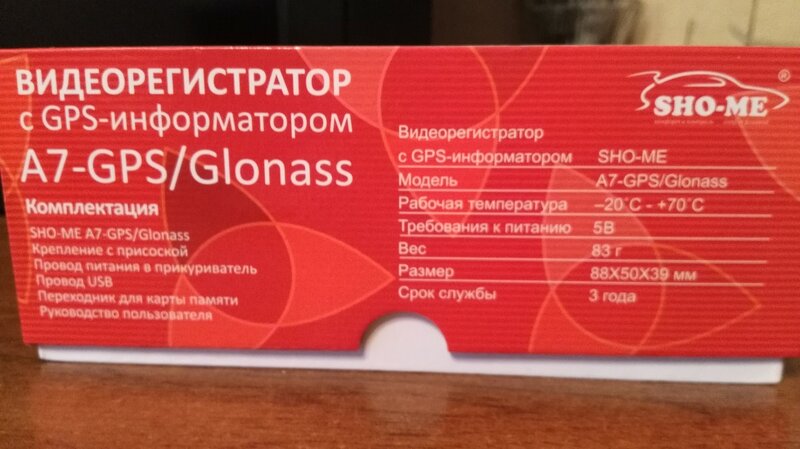 ВИДЕОРЕГИСТРАТОР
с GPS-информатором
A7-GPS/Glonass
Комплектация
SHO-ME A7-GPS/Glonass
Крепление с присоской
Провод питания в прикуриватель
Провод USB
Переходник для карты памяти
Руководство пользователя
SHO-ME ®
Видеорегистратор
с GPS-информатором SHO-ME
Модель A7-GPS/Glonass
Рабочая температура –20˚C - +70˚C
Требования к питанию 5В
Вес 83 г
Размер 88X50X39 мм
Срок службы 3 года